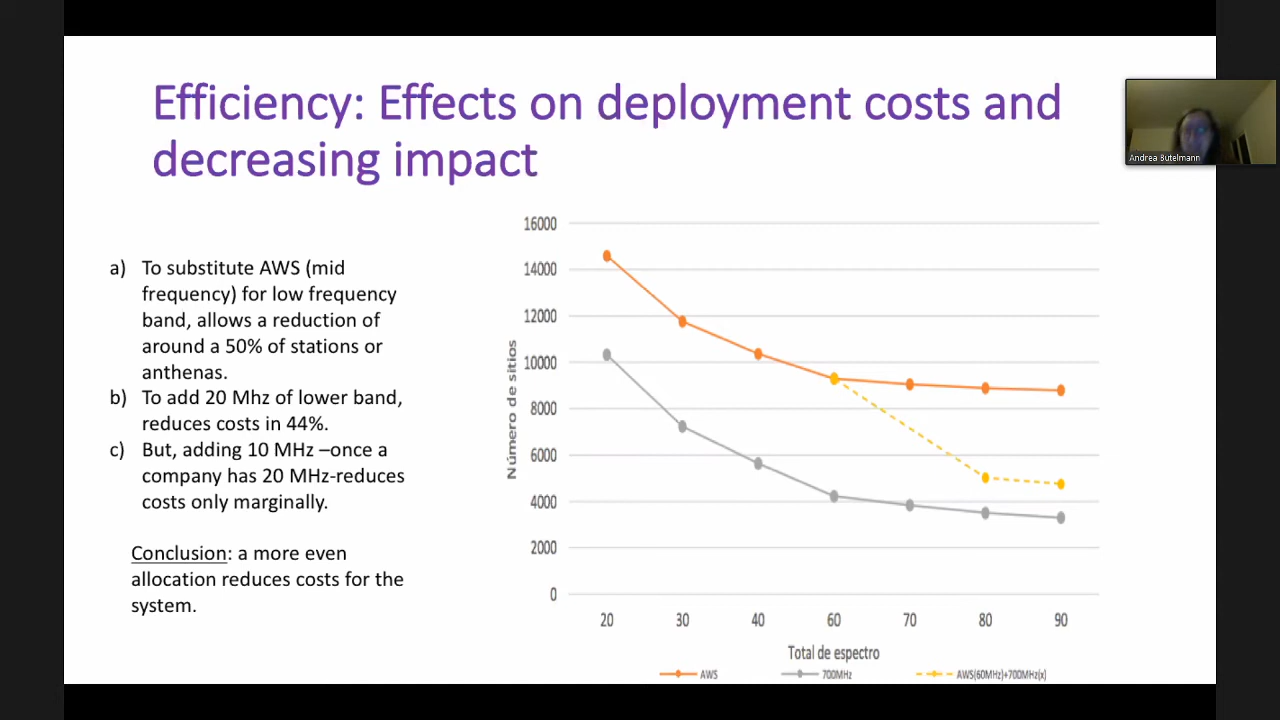 Efficiency: Effects on deployment costs and
decreasing impact
Andrea Butelmann
a) To substitute AWS (mid
frequency) for low frequency
band, allows a reduction of
around a 50% of stations or
anthenas.
b) To add 20 Mhz of lower band,
reduces costs in 44%.
c) But, adding 10 MHz –once a
company has 20 MHz-reduces
costs only marginally.
Conclusion: a more even
allocation reduces costs for the
system.
Número de sitios
16000
14000
12000
10000
8000
6000
4000
2000
0
20 30 40 60 70 80 90
Total de espectro
AWS 700MHz AWS(60MHz)+700MHz(x)